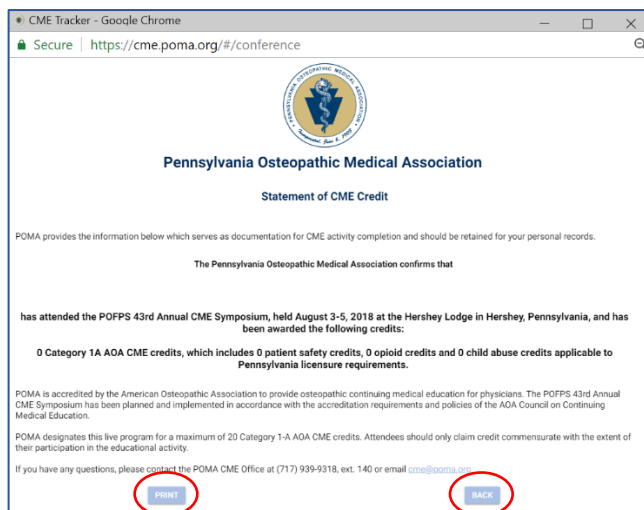 CME Tracker - Google Chrome
Secure | https://cme.poma.org/#/conference
PENNSYLVANIA OSTEOPATHIC MEDICAL ASSOCIATION
Incorporated, June 6, 1903
Pennsylvania Osteopathic Medical Association
Statement of CME Credit
POMA provides the information below which serves as documentation for CME activity completion and should be retained for your personal records.
The Pennsylvania Osteopathic Medical Association confirms that
has attended the POFPS 43rd Annual CME Symposium, held August 3-5, 2018 at the Hershey Lodge in Hershey, Pennsylvania, and has
been awarded the following credits:
0 Category 1A AOA CME credits, which includes 0 patient safety credits, 0 opioid credits and 0 child abuse credits applicable to
Pennsylvania licensure requirements.
POMA is accredited by the American Osteopathic Association to provide osteopathic continuing medical education for physicians. The POFPS 43rd Annual
CME Symposium has been planned and implemented in accordance with the accreditation requirements and policies of the AOA Council on Continuing
Medical Education.
POMA designates this live program for a maximum of 20 Category 1-A AOA CME credits. Attendees should only claim credit commensurate with the extent of
their participation in the educational activity.
If you have any questions, please contact the POMA CME Office at (717) 939-9318, ext. 140 or email cme@poma.org
PRINT
BACK